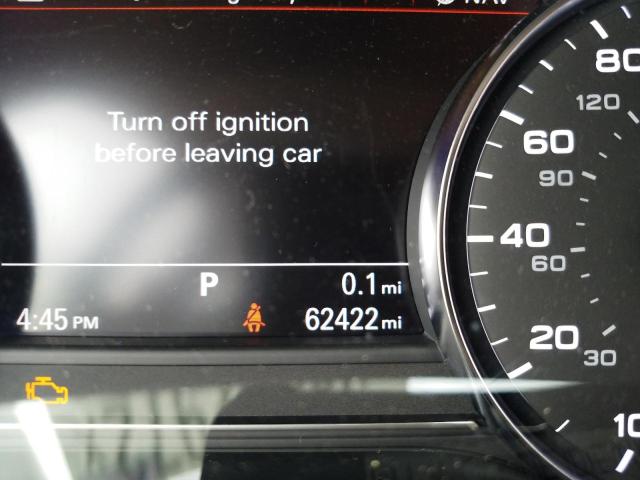 NAV
Turn off ignition
before leaving car
P
0.1 mi
4:45 PM
62422 mi
80
120
60
90
40
60
20
30
10